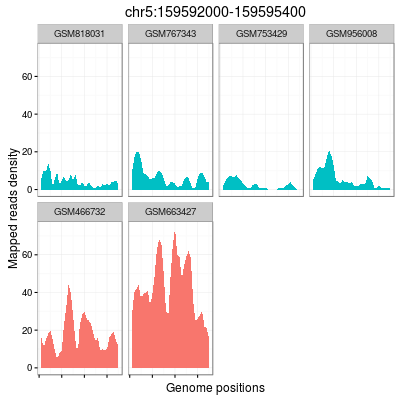 chr5:159592000-159595400
GSM818031 GSM767343 GSM753429 GSM956008
60
40
20
0
Mapped reads density
GSM466732 GSM663427
60
40
20
0
Genome positions